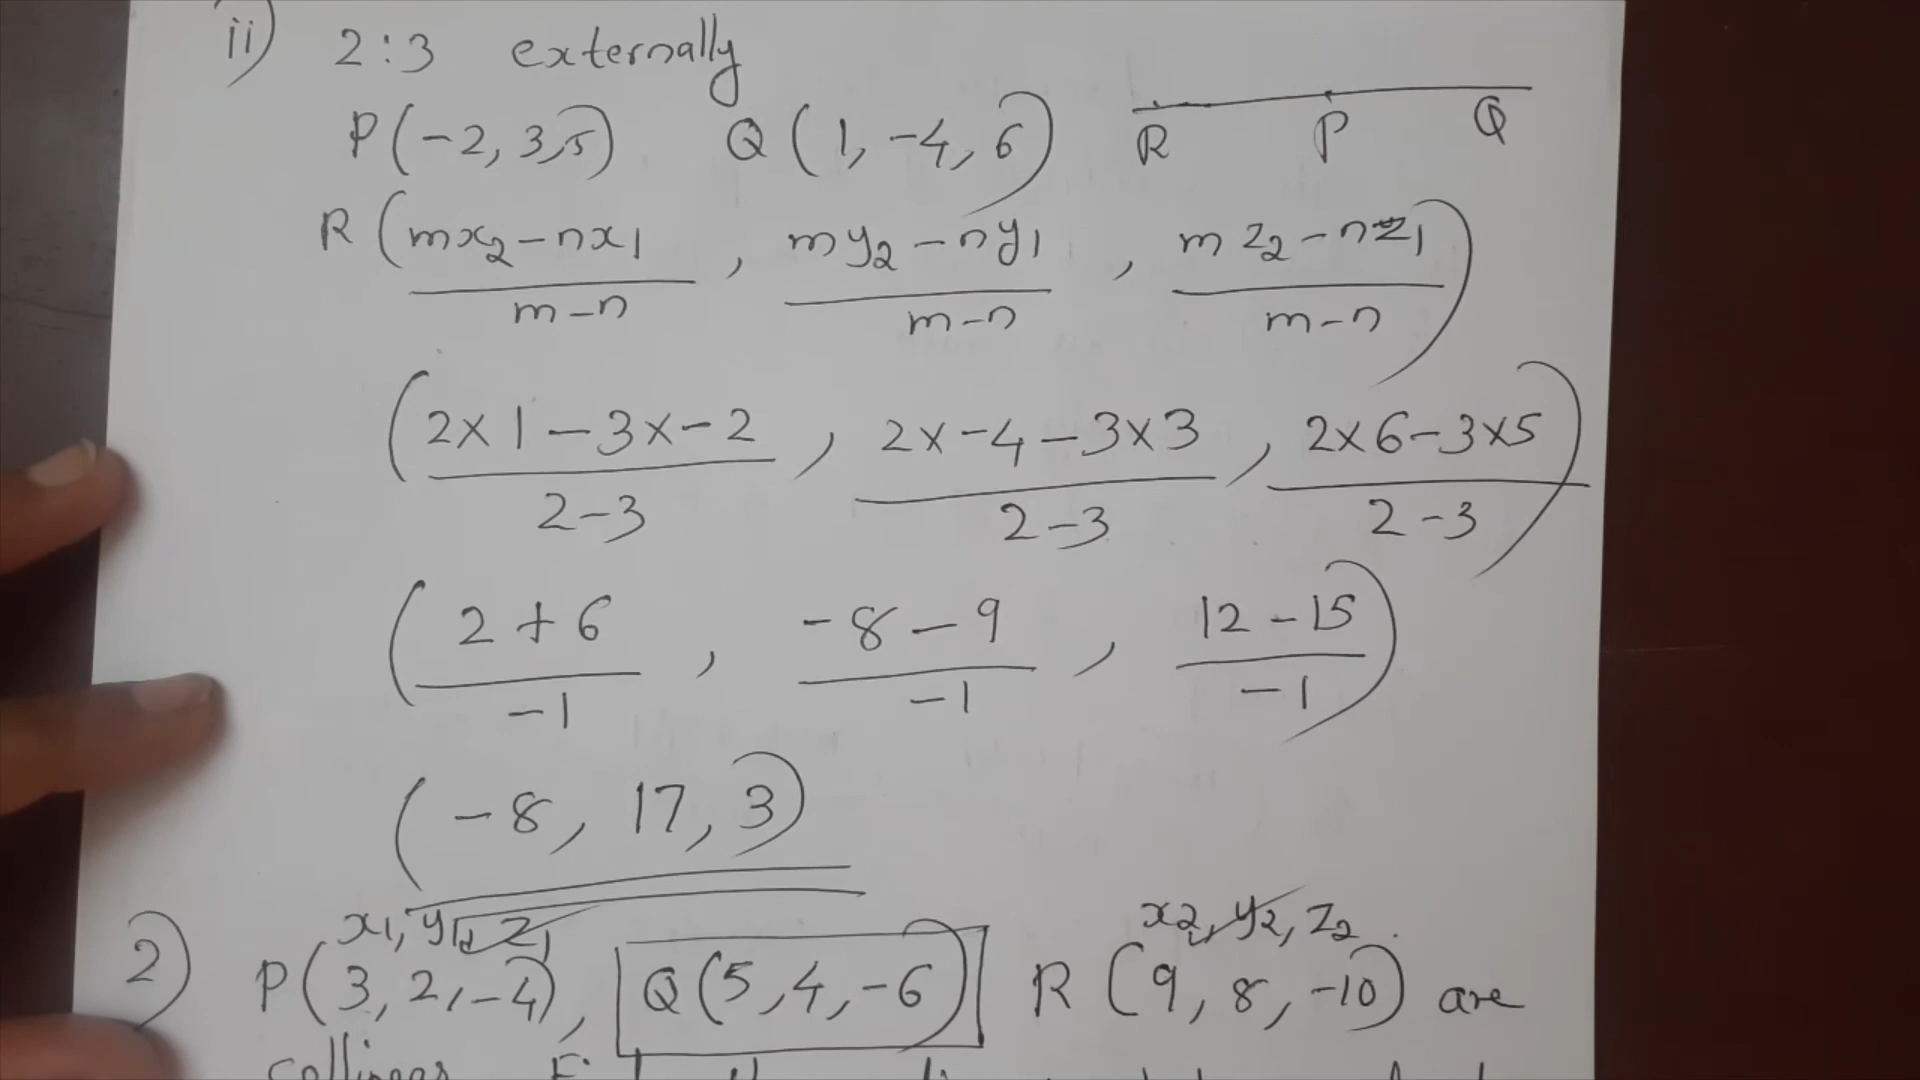 ii) 2:3 externally
P(-2, 3, 5) Q(1, -4, 6) R P Q
R(mx₂-nx₁/m-n, my₂-ny₁/m-n, mz₂-nz₁/m-n)
(2×1-3×-2/2-3, 2×-4-3×3/2-3, 2×6-3×5/2-3)
(2+6/-1, -8-9/-1, 12-15/-1)
(-8, 17, 3)
x₁, y₁, z₁ x₂, y₂, z₂
2) P(3, 2, -4), Q(5, 4, -6) R(9, 8, -10) are